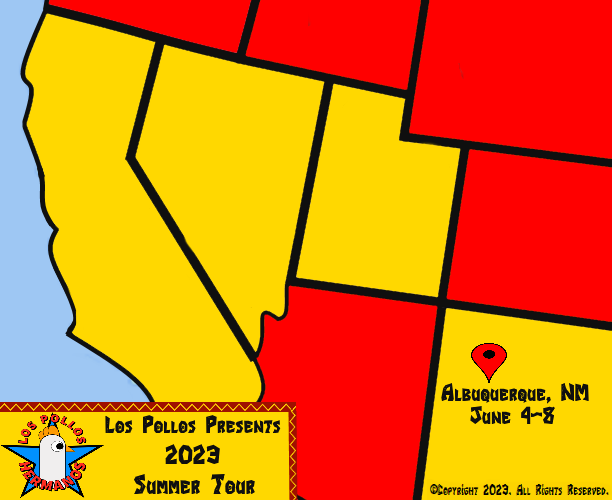 Albuquerque, NM
June 4-8
Los Pollos Presents
2023
Summer Tour
LOS POLLOS
HERMANOS
©Copyright 2023. All Rights Reserved.